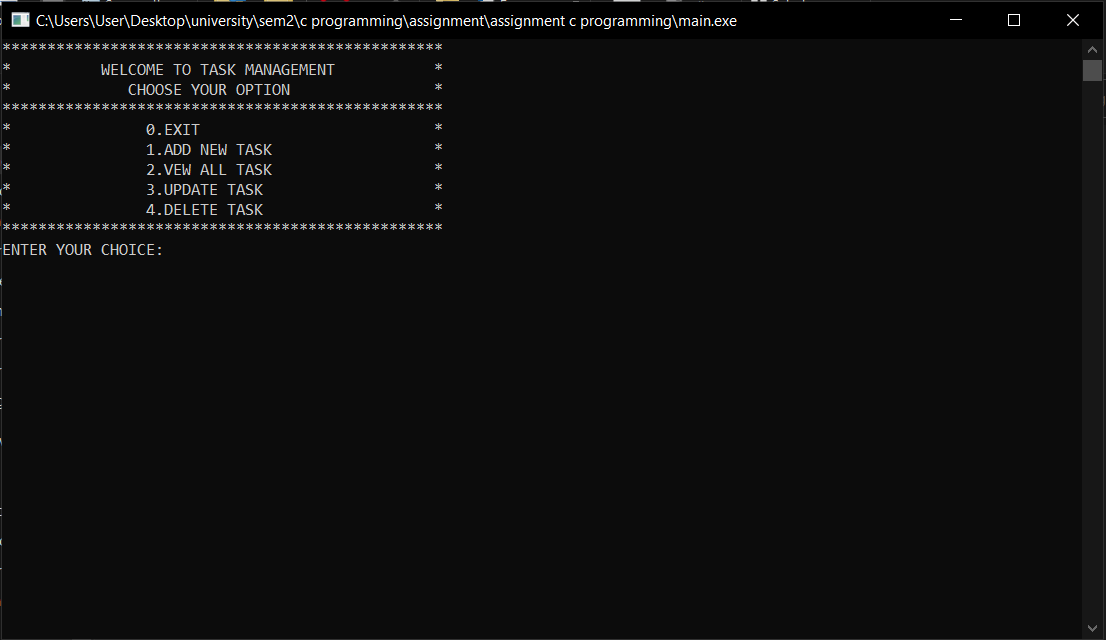 C:\Users\User\Desktop\university\sem2\c programming\assignment\assignment c programming\main.exe
*************************************************
* WELCOME TO TASK MANAGEMENT *
* CHOOSE YOUR OPTION *
*************************************************
* 0.EXIT *
* 1.ADD NEW TASK *
* 2.VEW ALL TASK *
* 3.UPDATE TASK *
* 4.DELETE TASK *
*************************************************
ENTER YOUR CHOICE: